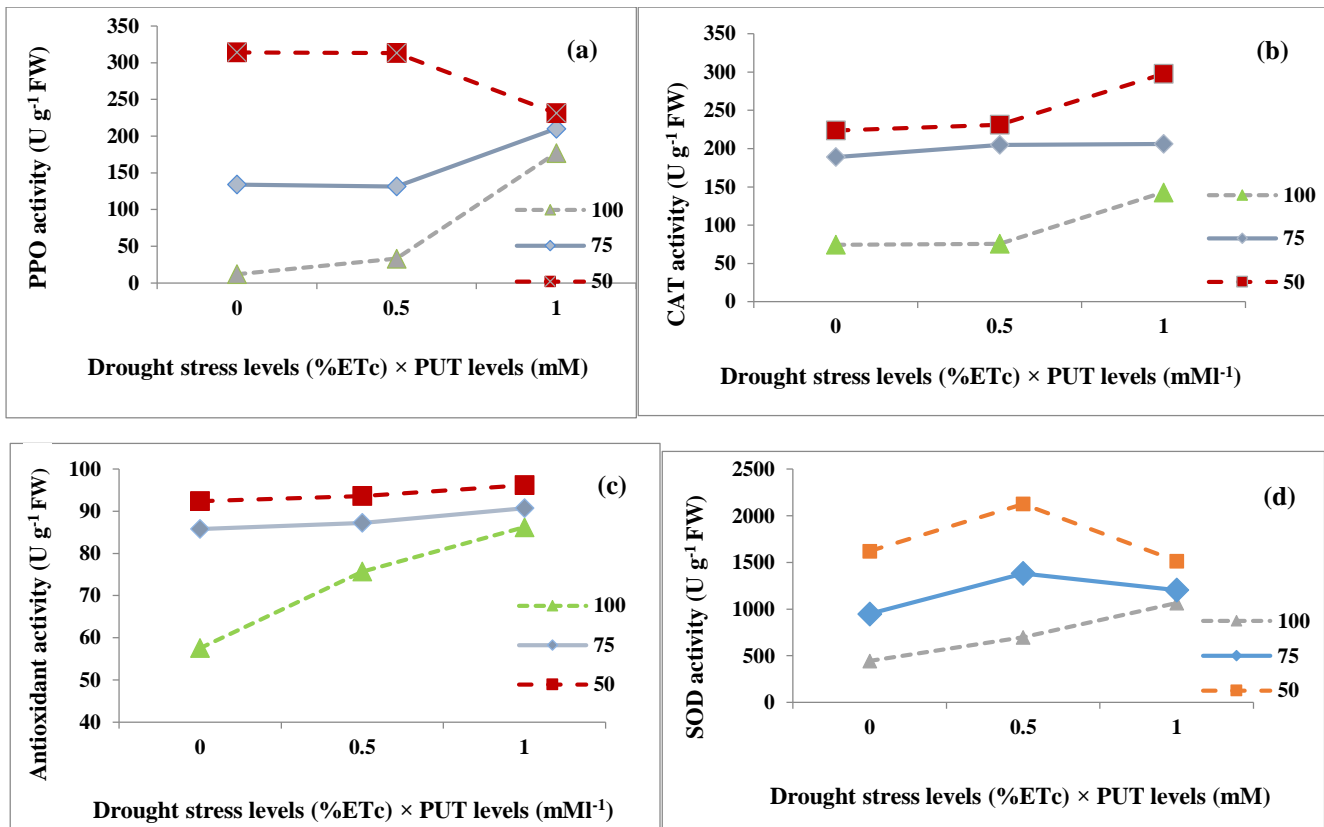 (a)
PPO activity (U g⁻¹ FW)
350
300
250
200
150
100
50
0
0 0.5 1
100
75
50
Drought stress levels (%ETc) × PUT levels (mM)
(b)
CAT activity (U g⁻¹ FW)
350
300
250
200
150
100
50
0
0 0.5 1
100
75
50
Drought stress levels (%ETc) × PUT levels (mMl⁻¹)
(c)
Antioxidant activity (U g⁻¹ FW)
100
90
80
70
60
50
40
0 0.5 1
100
75
50
Drought stress levels (%ETc) × PUT levels (mMl⁻¹)
(d)
SOD activity (U g⁻¹ FW)
2500
2000
1500
1000
500
0
0 0.5 1
100
75
50
Drought stress levels (%ETc) × PUT levels (mM)